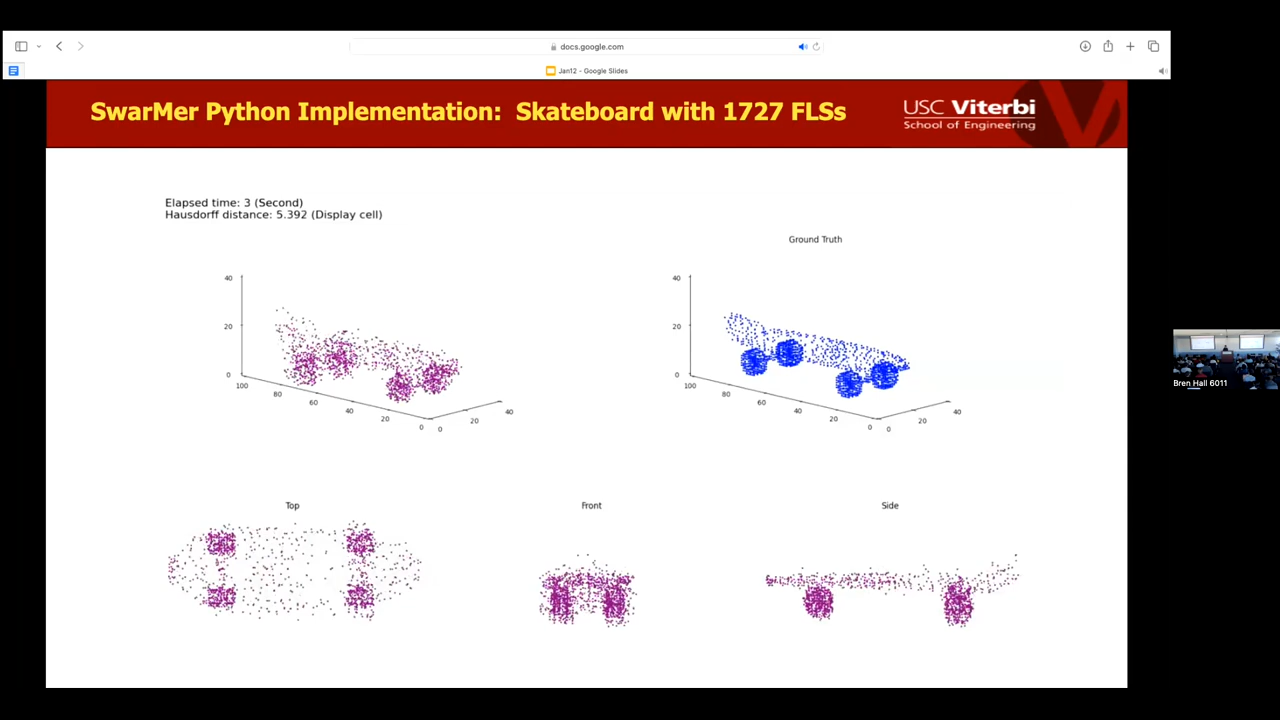 docs.google.com
Jan12 - Google Slides
SwarMer Python Implementation: Skateboard with 1727 FLSs
USC Viterbi
School of Engineering
Elapsed time: 3 (Second)
Hausdorff distance: 5.392 (Display cell)
Ground Truth
40
20
0
100
80
60
40
20
0
0
20
40
40
20
0
100
80
60
40
20
0
0
20
40
Bren Hall 6011
Top
Front
Side